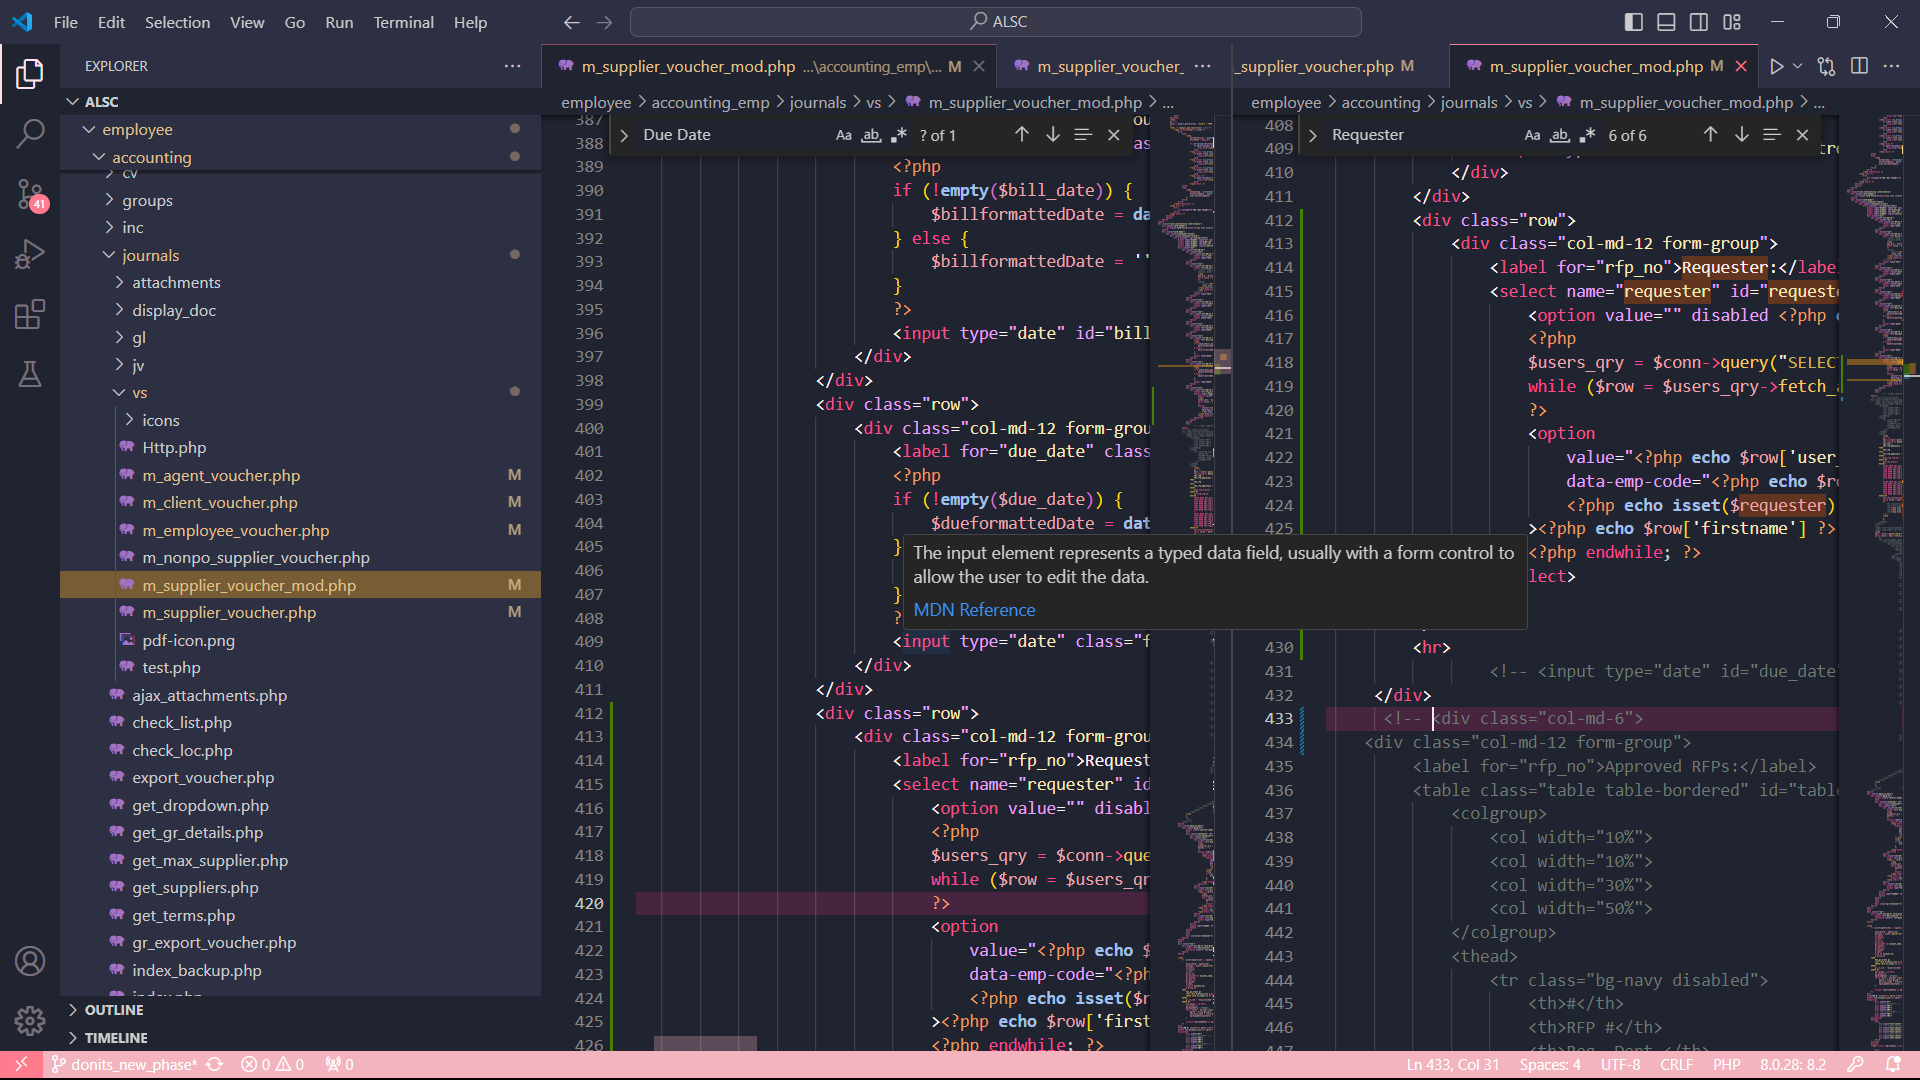 File Edit Selection View Go Run Terminal Help
ALSC
EXPLORER
ALSC
employee
accounting
cv
groups
inc
journals
attachments
display_doc
gl
jv
vs
icons
Http.php
m_agent_voucher.php M
m_client_voucher.php M
m_employee_voucher.php M
m_nonpo_supplier_voucher.php
m_supplier_voucher_mod.php M
m_supplier_voucher.php M
pdf-icon.png
test.php
ajax_attachments.php
check_list.php
check_loc.php
export_voucher.php
get_dropdown.php
get_gr_details.php
get_max_supplier.php
get_suppliers.php
get_terms.php
gr_export_voucher.php
index_backup.php
OUTLINE
TIMELINE
41
m_supplier_voucher_mod.php ...\accounting_emp\... M
m_supplier_voucher_
employee > accounting_emp > journals > vs > m_supplier_voucher_mod.php > ...
Due Date Aa ab ? of 1
387
388
389 <?php
390 if (!empty($bill_date)) {
391 $billformattedDate = da
392 } else {
393 $billformattedDate = ''
394 }
395 ?>
396 <input type="date" id="bill
397 </div>
398 </div>
399 <div class="row">
400 <div class="col-md-12 form-grou
401 <label for="due_date" class
402 <?php
403 if (!empty($due_date)) {
404 $dueformattedDate = dat
405 }
406
407 }
408 ?
409 <input type="date" class="f
410 </div>
411 </div>
412 <div class="row">
413 <div class="col-md-12 form-grou
414 <label for="rfp_no">Request
415 <select name="requester" id
416 <option value="" disabl
417 <?php
418 $users_qry = $conn->que
419 while ($row = $users_qr
420 ?>
421 <option
422 value="<?php echo $
423 data-emp-code="<?ph
424 <?php echo isset($r
425 ><?php echo $row['first
426 <?php endwhile; ?>
The input element represents a typed data field, usually with a form control to
allow the user to edit the data.
MDN Reference
_supplier_voucher.php M
m_supplier_voucher_mod.php M
employee > accounting > journals > vs > m_supplier_voucher_mod.php > ...
Requester Aa ab 6 of 6
408
409
410 </div>
411 </div>
412 <div class="row">
413 <div class="col-md-12 form-group">
414 <label for="rfp_no">Requester:</labe
415 <select name="requester" id="requeste
416 <option value="" disabled <?php
417 <?php
418 $users_qry = $conn->query("SELECT
419 while ($row = $users_qry->fetch_a
420 ?>
421 <option
422 value="<?php echo $row['user_
423 data-emp-code="<?php echo $ro
424 <?php echo isset($requester)
425 ><?php echo $row['firstname'] ?>
<?php endwhile; ?>
lect>
430 <hr>
431 <!-- <input type="date" id="due_date"
432 </div>
433 <!-- <div class="col-md-6">
434 <div class="col-md-12 form-group">
435 <label for="rfp_no">Approved RFPs:</label>
436 <table class="table table-bordered" id="tabl
437 <colgroup>
438 <col width="10%">
439 <col width="10%">
440 <col width="30%">
441 <col width="50%">
442 </colgroup>
443 <thead>
444 <tr class="bg-navy disabled">
445 <th>#</th>
446 <th>RFP #</th>
447 <th>Req. Dept.</th>
donits_new_phase* 0 0 0
Ln 433, Col 31 Spaces: 4 UTF-8 CRLF PHP 8.0.28: 8.2